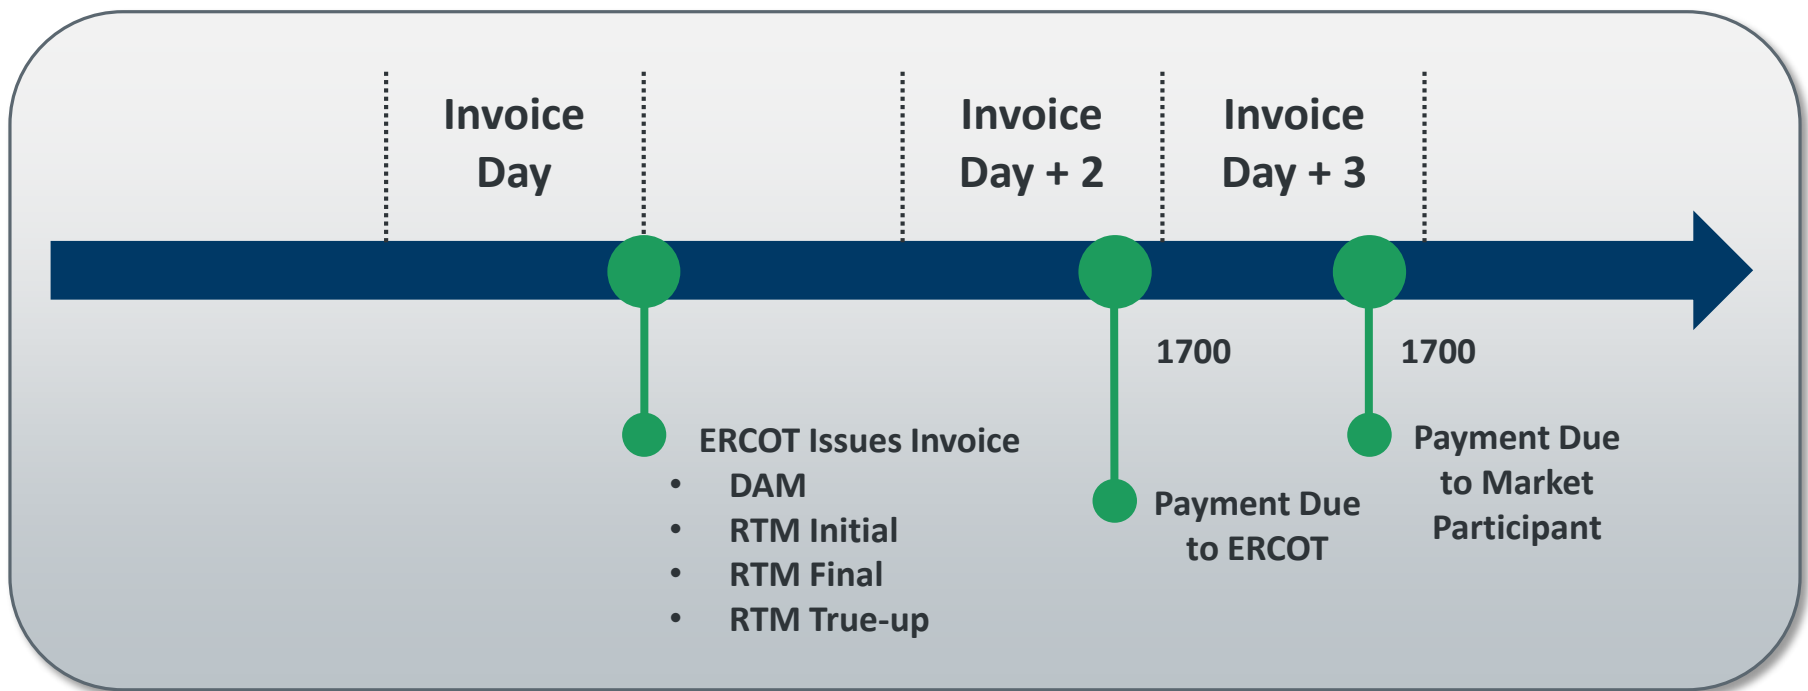 Invoice
Day
Invoice
Day + 2
Invoice
Day + 3
1700
1700
ERCOT Issues Invoice
• DAM
• RTM Initial
• RTM Final
• RTM True-up
Payment Due
to ERCOT
Payment Due
to Market
Participant